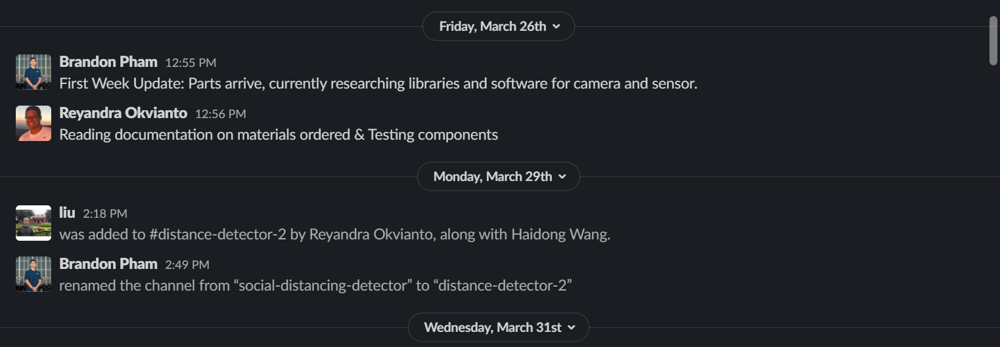 Friday, March 26th
Brandon Pham 12:55 PM
First Week Update: Parts arrive, currently researching libraries and software for camera and sensor.
Reyandra Okvianto 12:56 PM
Reading documentation on materials ordered & Testing components
Monday, March 29th
liu 2:18 PM
was added to #distance-detector-2 by Reyandra Okvianto, along with Haidong Wang.
Brandon Pham 2:49 PM
renamed the channel from “social-distancing-detector” to “distance-detector-2”
Wednesday, March 31st